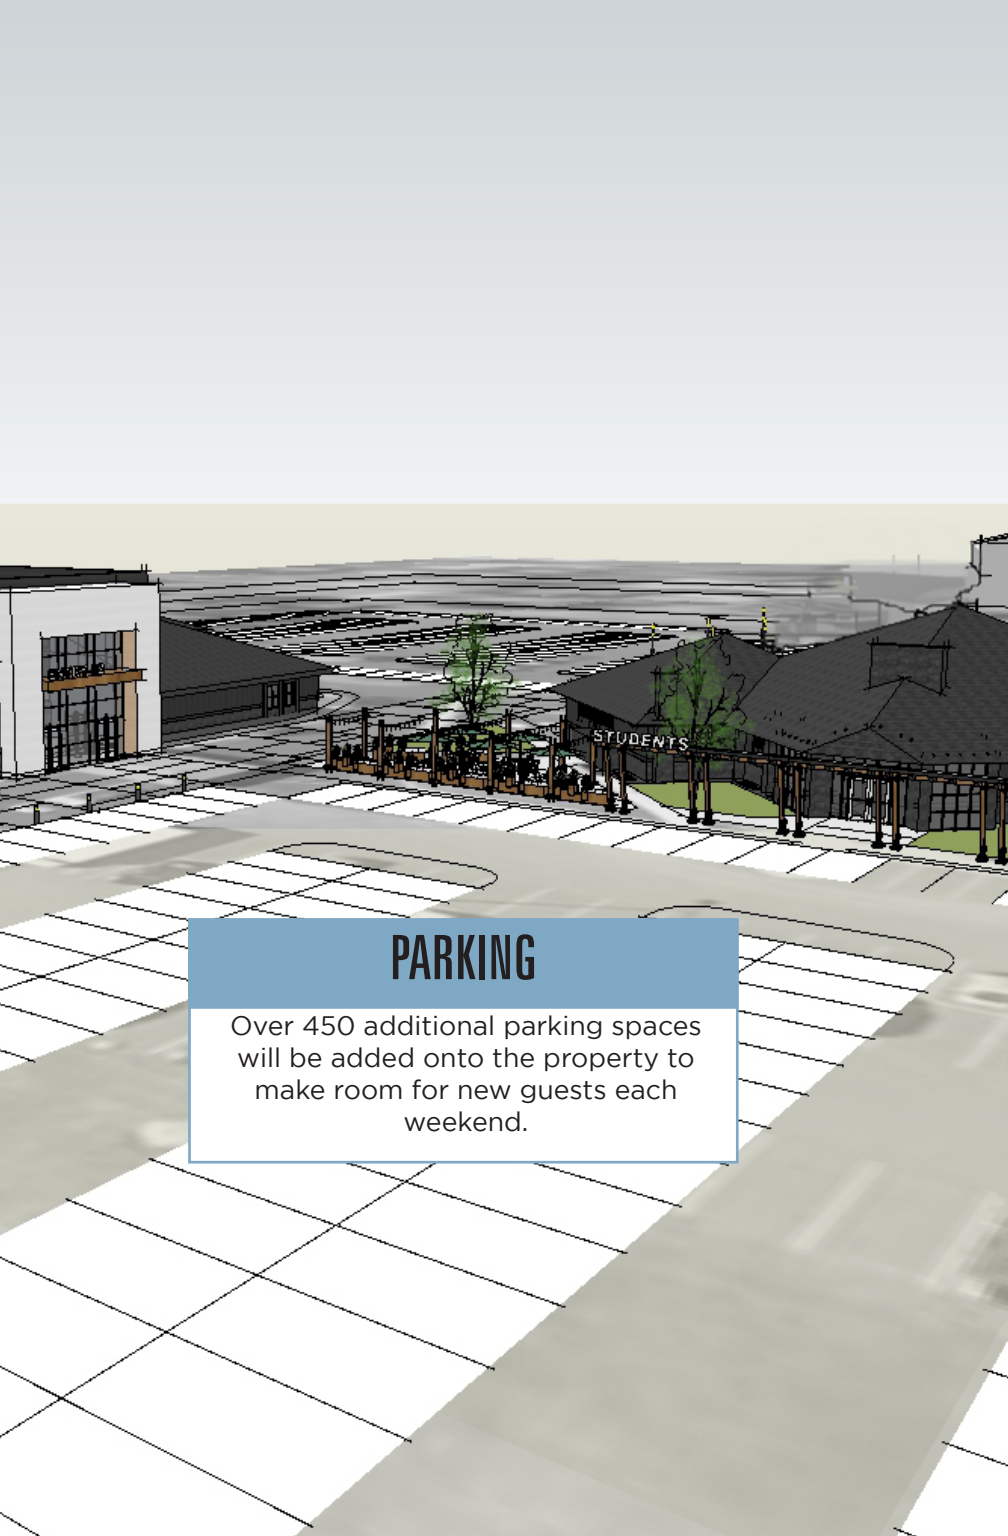 STUDENTS
PARKING
Over 450 additional parking spaces
will be added onto the property to
make room for new guests each
weekend.